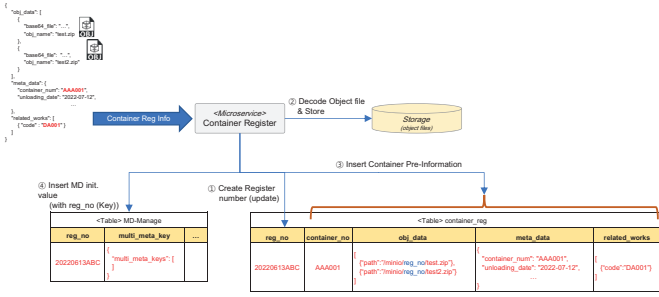 {
"obj_data": [
{
"base64_file": "...",
"obj_name": "test.zip
},
{
"base64_file": "...",
"obj_name": "test2.zip"
}
],
"meta_data": {
"container_num": "AAA001",
"unloading_date": "2022-07-12",
...
},
"related_works": [
{ "code" : "DA001" }
]
}
OBJ
OBJ
Container Reg Info
<Microservice>
Container Register
② Decode Object file
& Store
Storage
(object files)
③ Insert Container Pre-Information
④ Insert MD init.
value
(with reg_no (Key))
① Create Register
number (update)
<Table> MD-Manage
reg_no multi_meta_key ...
20220613ABC
{
"multi_meta_keys": [
]
}
<Table> container_reg
reg_no container_no obj_data meta_data related_works
20220613ABC AAA001
[
{"path":"/minio/reg_no/test.zip"},
{"path":"/minio/reg_no/test2.zip"}
]
{
"container_num": "AAA001",
"unloading_date": "2022-07-12",
...
}
[
{"code":"DA001"}
]